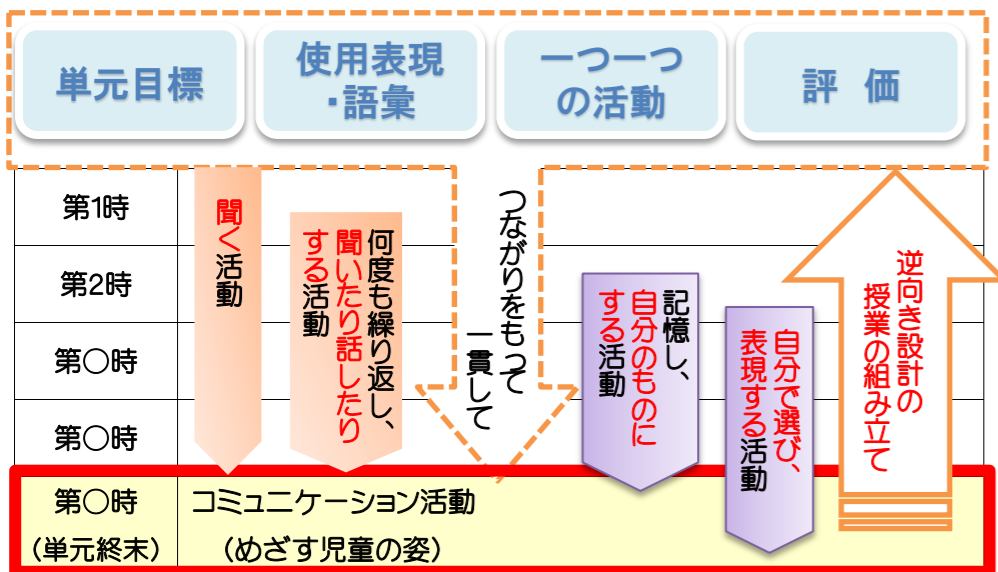 単元目標
使用表現
・語彙
一つ一つ
の活動
評 価
第1時
第2時
第○時
第○時
第○時
(単元終末)
聞く活動
何度も繰り返し、
聞いたり話したり
する活動
つながりをもって
一貫して
記憶し、
自分のものに
する活動
自分で選び、
表現する活動
逆向き設計の
授業の組み立て
コミュニケーション活動
(めざす児童の姿)